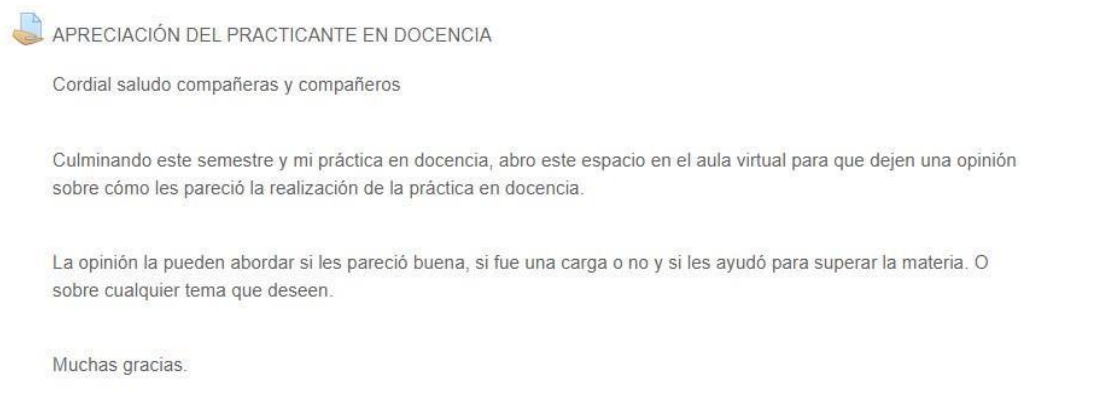 APRECIACIÓN DEL PRACTICANTE EN DOCENCIA
Cordial saludo compañeras y compañeros
Culminando este semestre y mi práctica en docencia, abro este espacio en el aula virtual para que dejen una opinión
sobre cómo les pareció la realización de la práctica en docencia.
La opinión la pueden abordar si les pareció buena, si fue una carga o no y si les ayudó para superar la materia. O
sobre cualquier tema que deseen.
Muchas gracias.